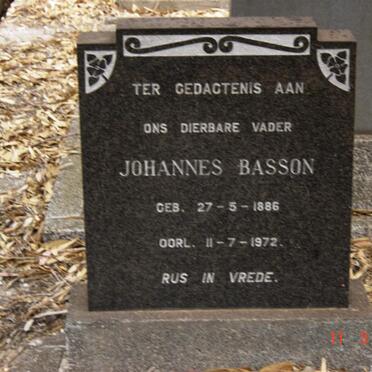 TER GEDAGTENIS AAN
ONS DIERBARE VADER
JOHANNES BASSON
GEB. 27-5-1886
OORL. 11-7-1972.
RUS IN VREDE.